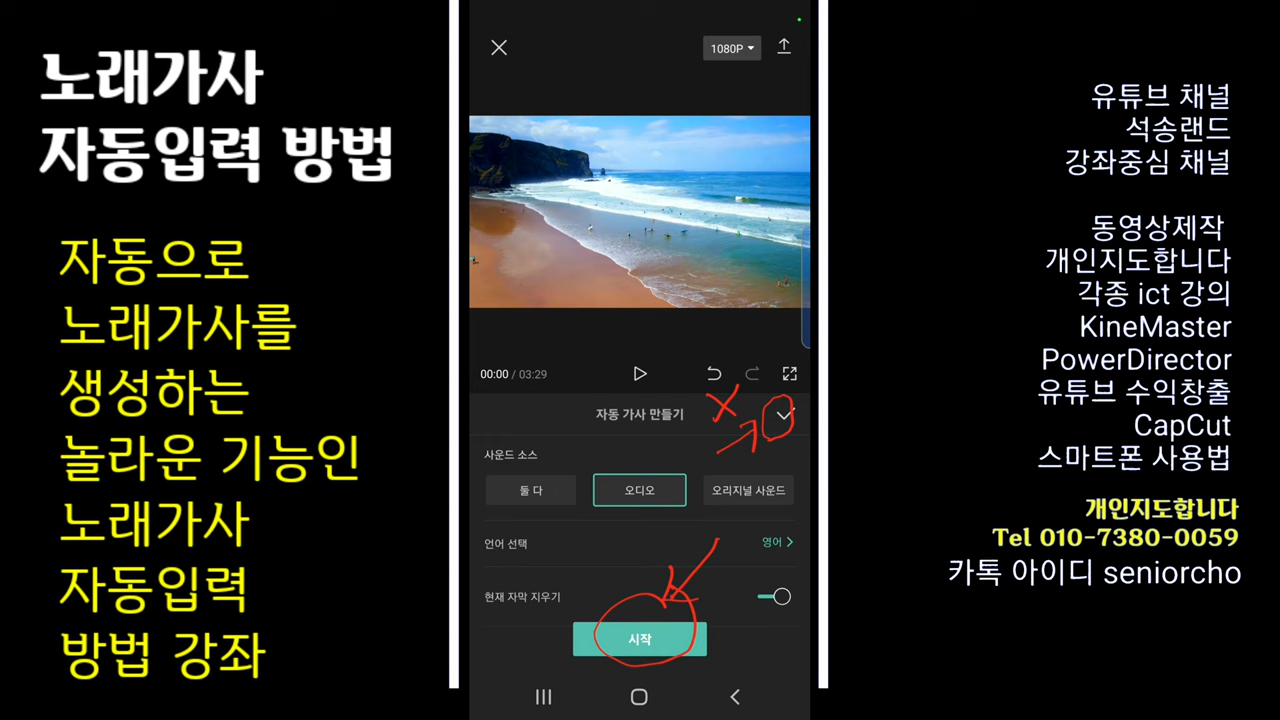 노래가사
자동입력 방법
자동으로
노래가사를
생성하는
놀라운 기능인
노래가사
자동입력
방법 강좌
1080P
00:00 / 03:29
자동 가사 만들기
사운드 소스
둘 다
오디오
오리지널 사운드
언어 선택
영어
현재 자막 지우기
시작
유튜브 채널
석송랜드
강좌중심 채널
동영상제작
개인지도합니다
각종 ict 강의
KineMaster
PowerDirector
유튜브 수익창출
CapCut
스마트폰 사용법
개인지도합니다
Tel 010-7380-0059
카톡 아이디 seniorcho